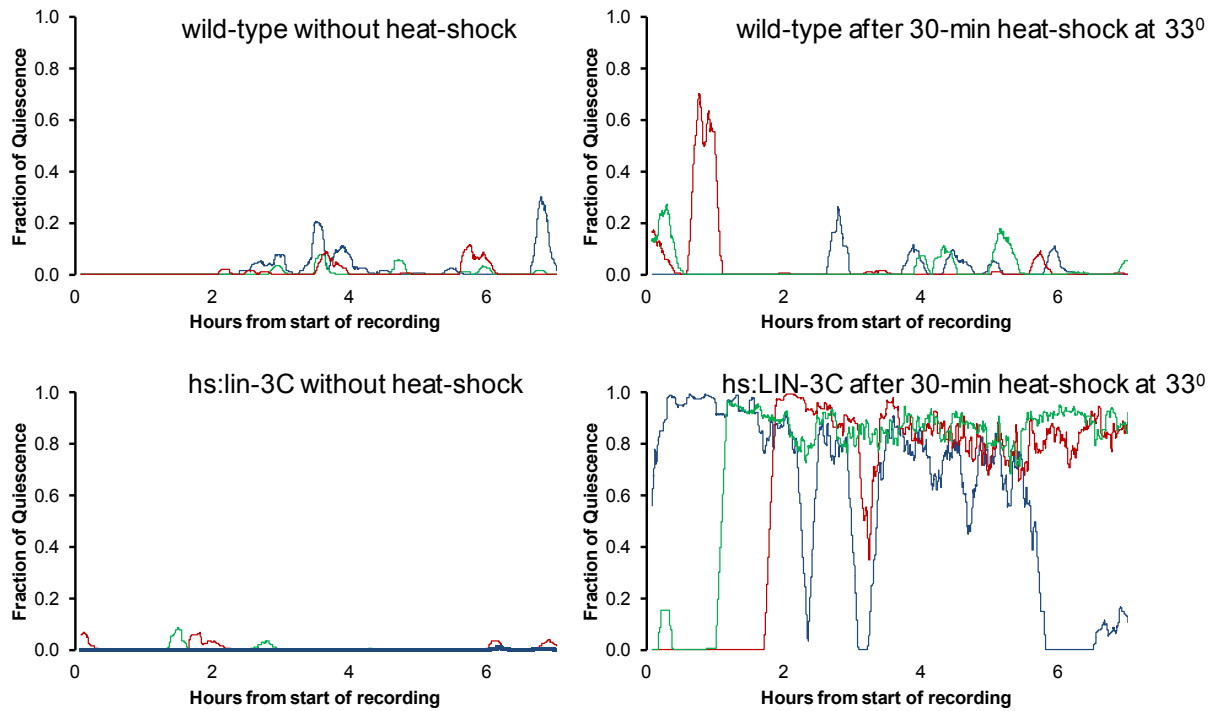 wild-type without heat-shock
1.0
0.8
0.6
0.4
0.2
0.0
Fraction of Quiescence
0 2 4 6
Hours from start of recording
wild-type after 30-min heat-shock at 33⁰
1.0
0.8
0.6
0.4
0.2
0.0
Fraction of Quiescence
0 2 4 6
Hours from start of recording
hs:lin-3C without heat-shock
1.0
0.8
0.6
0.4
0.2
0.0
Fraction of Quiescence
0 2 4 6
Hours from start of recording
hs:LIN-3C after 30-min heat-shock at 33⁰
1.0
0.8
0.6
0.4
0.2
0.0
Fraction of Quiescence
0 2 4 6
Hours from start of recording